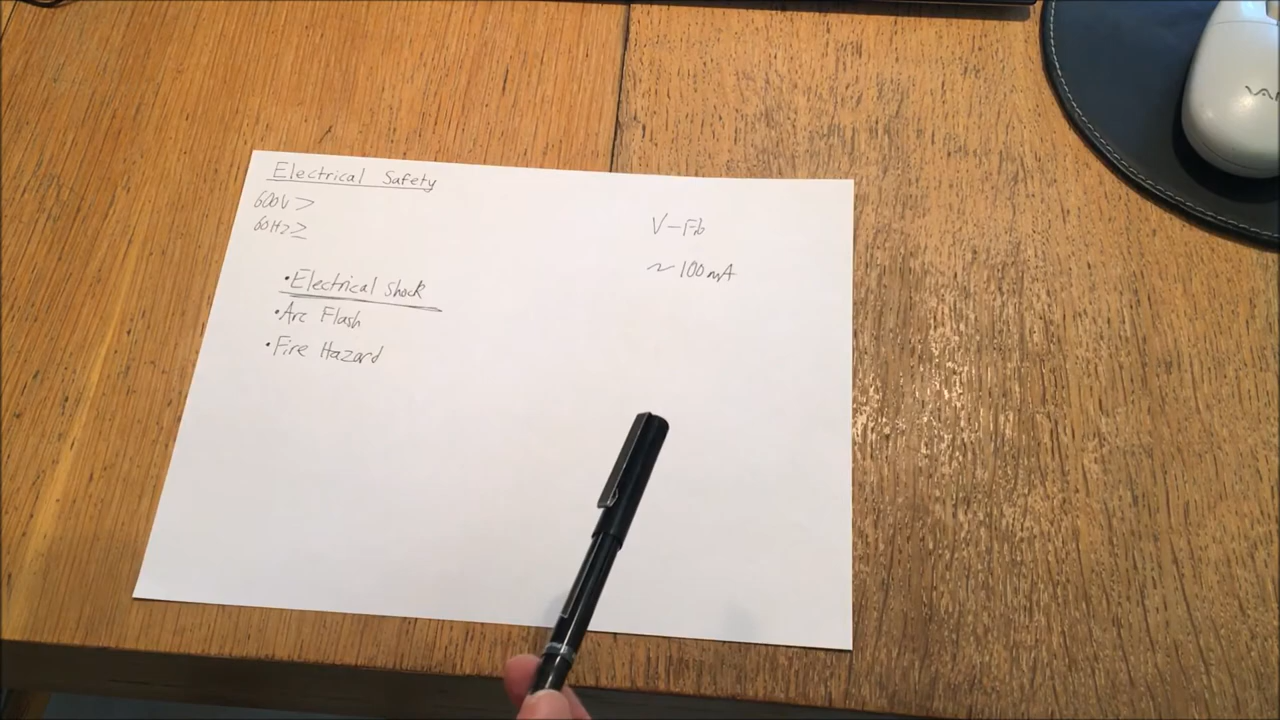 Electrical Safety
600V >
60Hz ≥
• Electrical Shock
• Arc Flash
• Fire Hazard
V-Fib
~ 100mA